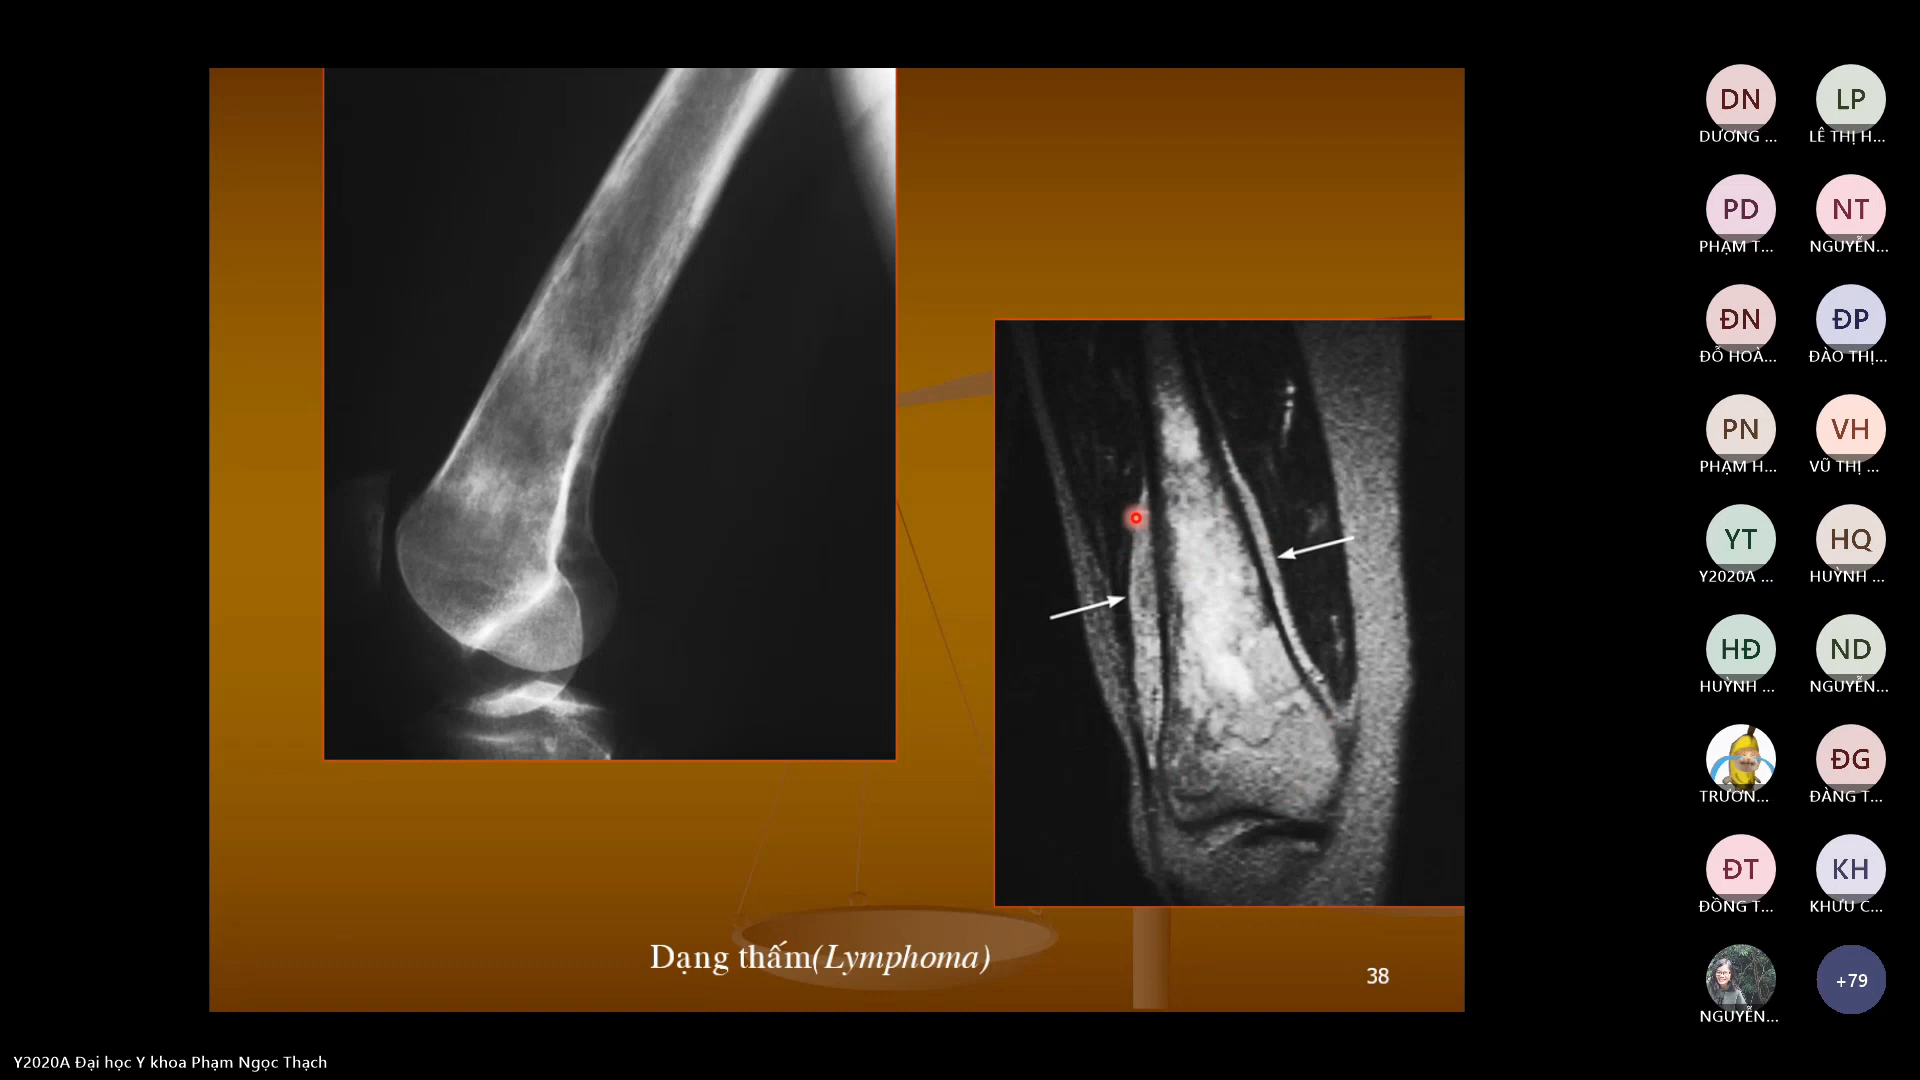 Dạng thấm(Lymphoma)
38
DN
LP
DƯƠNG ...
LÊ THỊ H...
PD
NT
PHẠM T...
NGUYỄN...
ĐN
ĐP
ĐỖ HOÀ...
ĐÀO THỊ...
PN
VH
PHẠM H...
VŨ THỊ ...
YT
HQ
Y2020A ...
HUỲNH ...
HĐ
ND
HUỲNH ...
NGUYỄN...
ĐG
TRƯƠN...
ĐÀNG T...
ĐT
KH
ĐỒNG T...
KHƯU C...
+79
NGUYỄN...
Y2020A Đại học Y khoa Phạm Ngọc Thạch